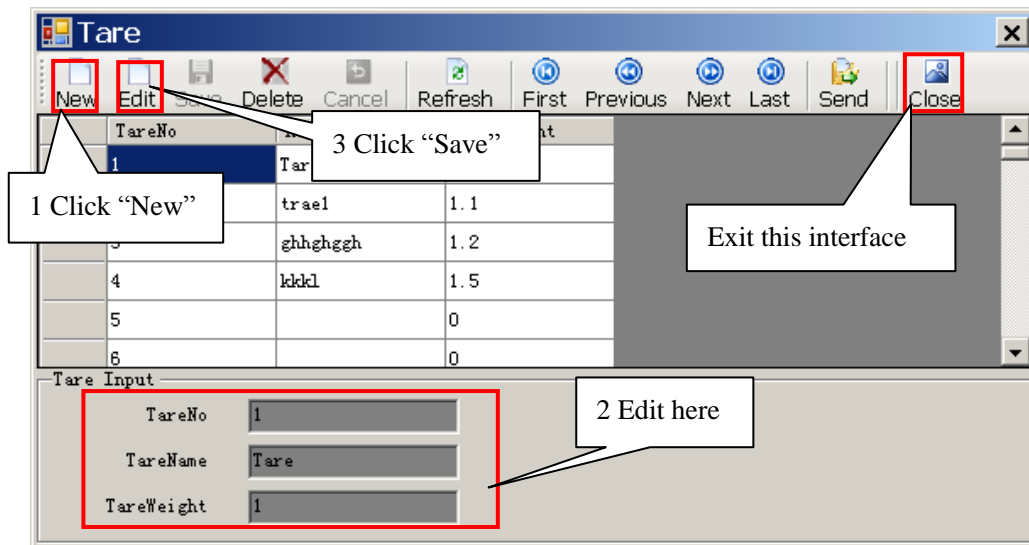 Tare
New Edit Save Delete Cancel Refresh First Previous Next Last Send Close
TareNo
1
trae1 1.1
ghhghggh 1.2
4 kkkl 1.5
5 0
6 0
1 Click “New”
3 Click “Save”
Exit this interface
Tare Input
TareNo 1
TareName Tare
TareWeight 1
2 Edit here